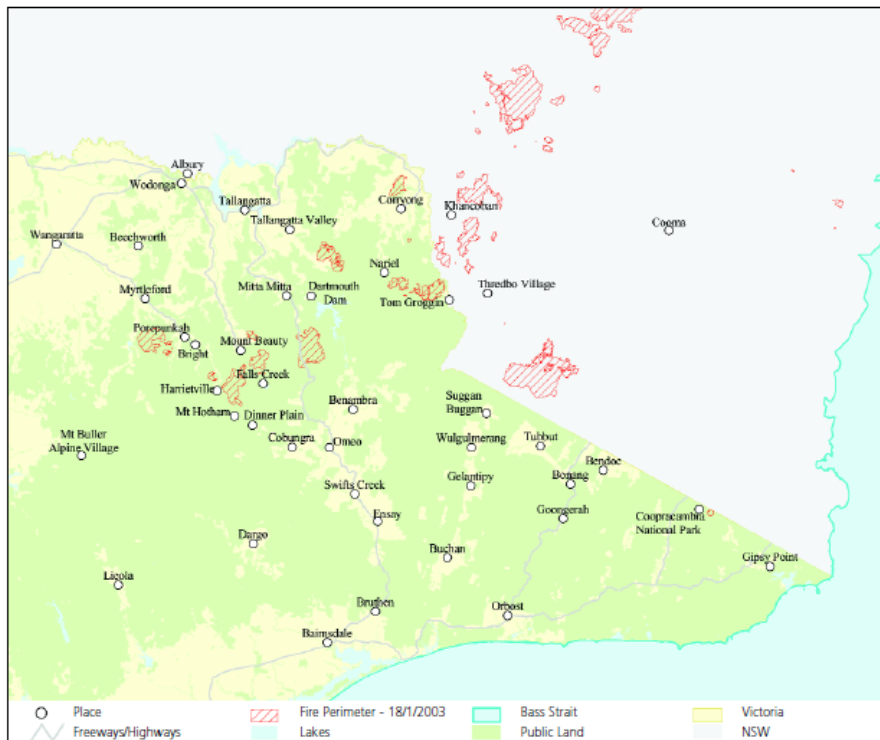 Albury
Wodonga
Tallangatta
Corryong
Khancoban
Tallangatta Valley
Cooma
Wangaratta
Beechworth
Nariel
Myrtleford
Mitta Mitta
Dartmouth
Dam
Thredbo Village
Tom Groggin
Porepunkah
Bright
Mount Beauty
Falls Creek
Harrietville
Mt Hotham
Dinner Plain
Benambra
Suggan
Buggan
Mt Buller
Alpine Village
Cobungra
Omeo
Wulgulmerang
Tubbut
Bendoc
Gelantipy
Bonang
Swifts Creek
Ensay
Goongerah
Coopracambra
National Park
Dargo
Buchan
Gipsy Point
Licola
Bruthen
Orbost
Bairnsdale
Place
Fire Perimeter - 18/1/2003
Bass Strait
Victoria
Freeways/Highways
Lakes
Public Land
NSW